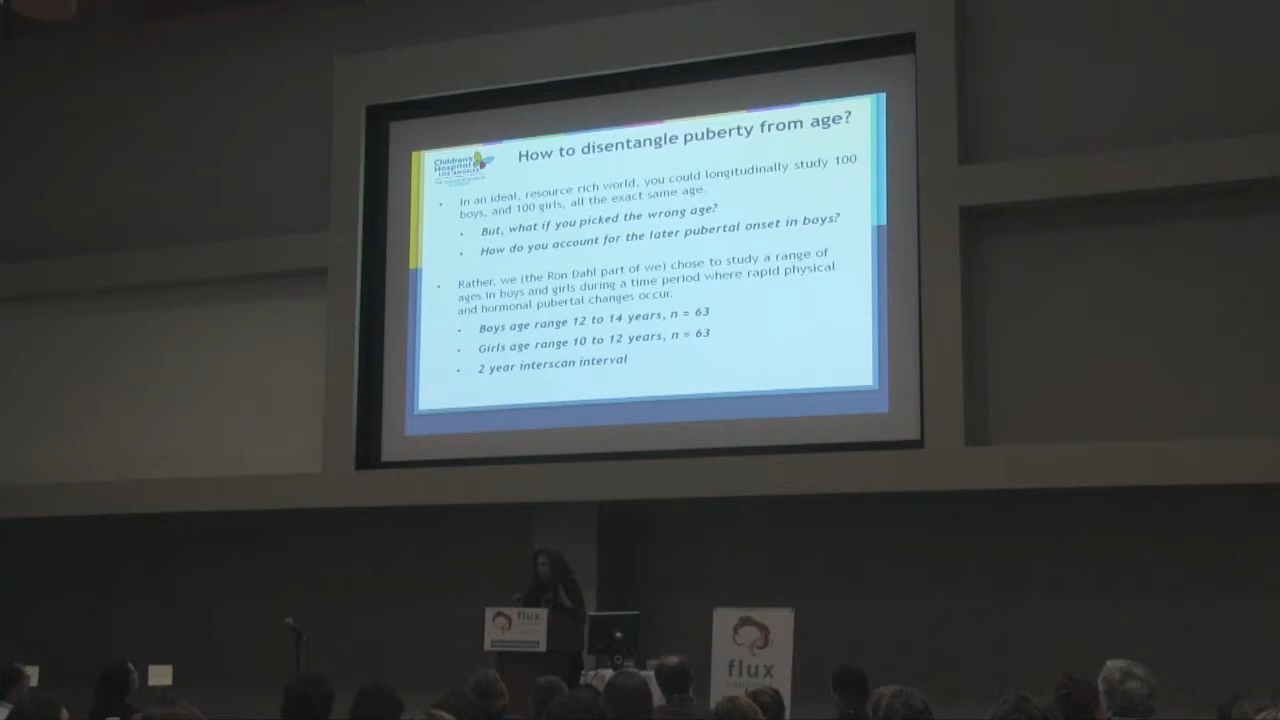 How to disentangle puberty from age?
Children's
Hospital
LOS ANGELES
In an ideal, resource rich world, you could longitudinally study 100
boys, and 100 girls, all the exact same age.
But, what if you picked the wrong age?
How do you account for the later pubertal onset in boys?
Rather, we (the Ron Dahl part of we) chose to study a range of
ages in boys and girls during a time period where rapid physical
and hormonal pubertal changes occur.
Boys age range 12 to 14 years, n = 63
Girls age range 10 to 12 years, n = 63
2 year interscan interval
flux
flux